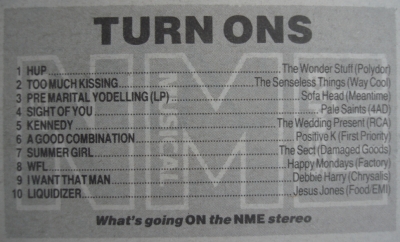 TURN ONS
1 HUP..........The Wonder Stuff (Polydor)
2 TOO MUCH KISSING..........The Senseless Things (Way Cool)
3 PRE MARITAL YODELLING (LP)..........Sofa Head (Meantime)
4 SIGHT OF YOU..........Pale Saints (4AD)
5 KENNEDY..........The Wedding Present (RCA)
6 A GOOD COMBINATION..........Positive K (First Priority)
7 SUMMER GIRL..........The Sect (Damaged Goods)
8 WFL..........Happy Mondays (Factory)
9 I WANT THAT MAN..........Debbie Harry (Chrysalis)
10 LIQUIDIZER..........Jesus Jones (Food/EMI)
NME
MUSICAL
What's going ON the NME stereo